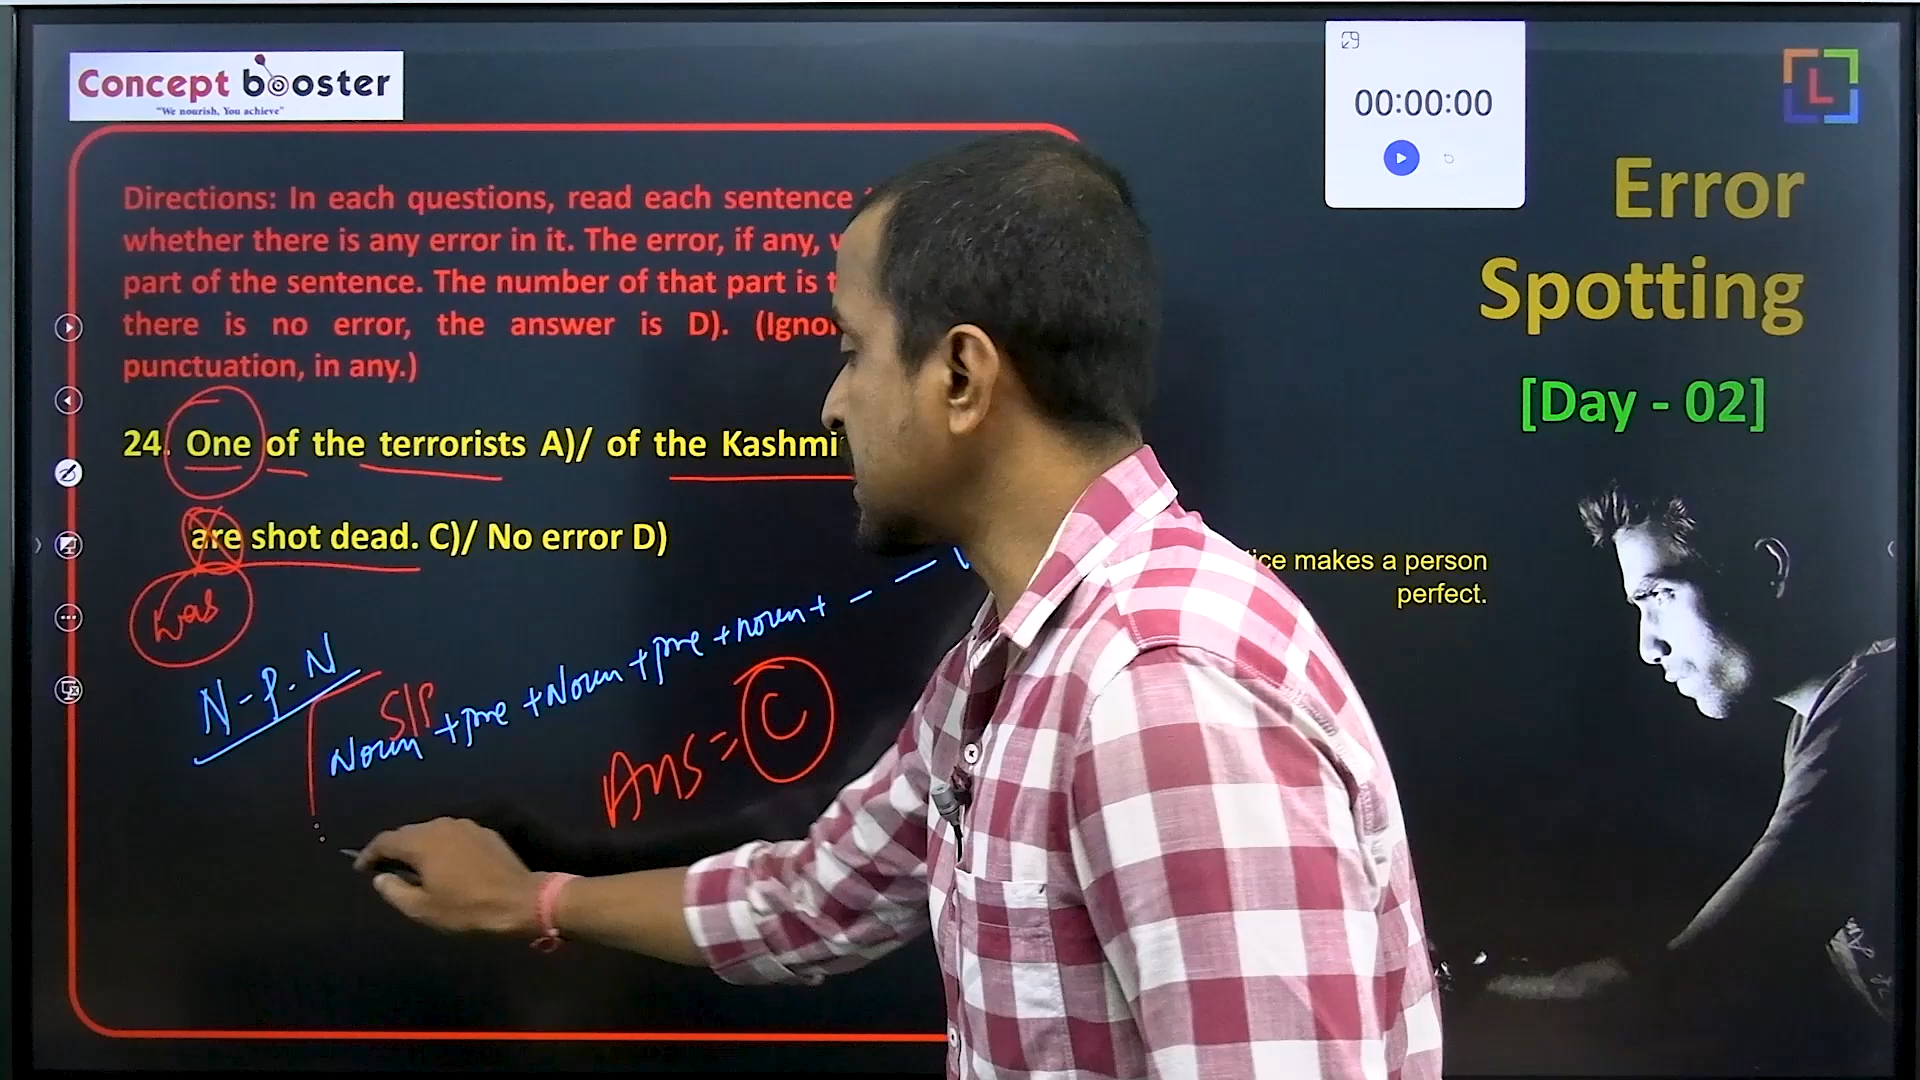 Concept booster
"We nourish, You achieve"
00:00:00
L
Error
Spotting
[Day - 02]
Directions: In each questions, read each sentence
whether there is any error in it. The error, if any,
part of the sentence. The number of that part is
there is no error, the answer is D).
punctuation, in any.)
24. One of the terrorists A)/ of the
are shot dead. C)/ No error D)
was
makes a person
perfect.
N-P.N
S/P
Noun +pre +Noun +pre +noun+ - -
Ans = C